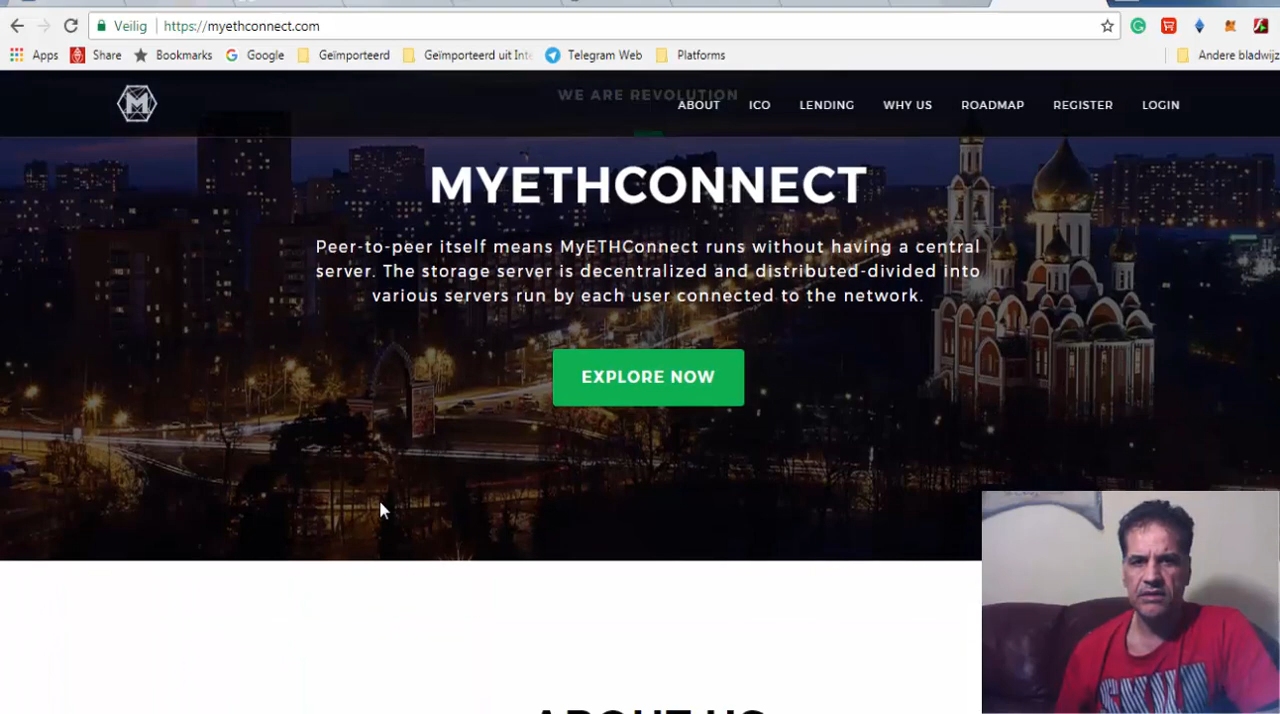 Veilig
https://myethconnect.com
Apps
Share
Bookmarks
Google
Geïmporteerd
Geïmporteerd uit Int
Telegram Web
Platforms
Andere bladwijz
WE ARE REVOLUTION
ABOUT
ICO
LENDING
WHY US
ROADMAP
REGISTER
LOGIN
MYETHCONNECT
Peer-to-peer itself means MyETHConnect runs without having a central
server. The storage server is decentralized and distributed-divided into
various servers run by each user connected to the network.
EXPLORE NOW
ABOUT US